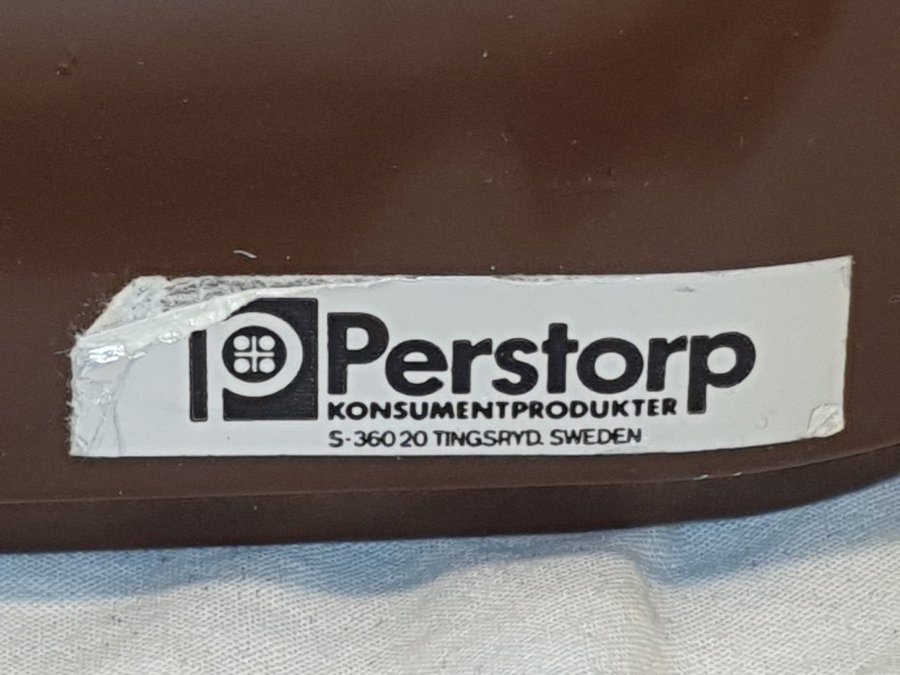 Perstorp
KONSUMENTPRODUKTER
S-360 20 TINGSRYD. SWEDEN